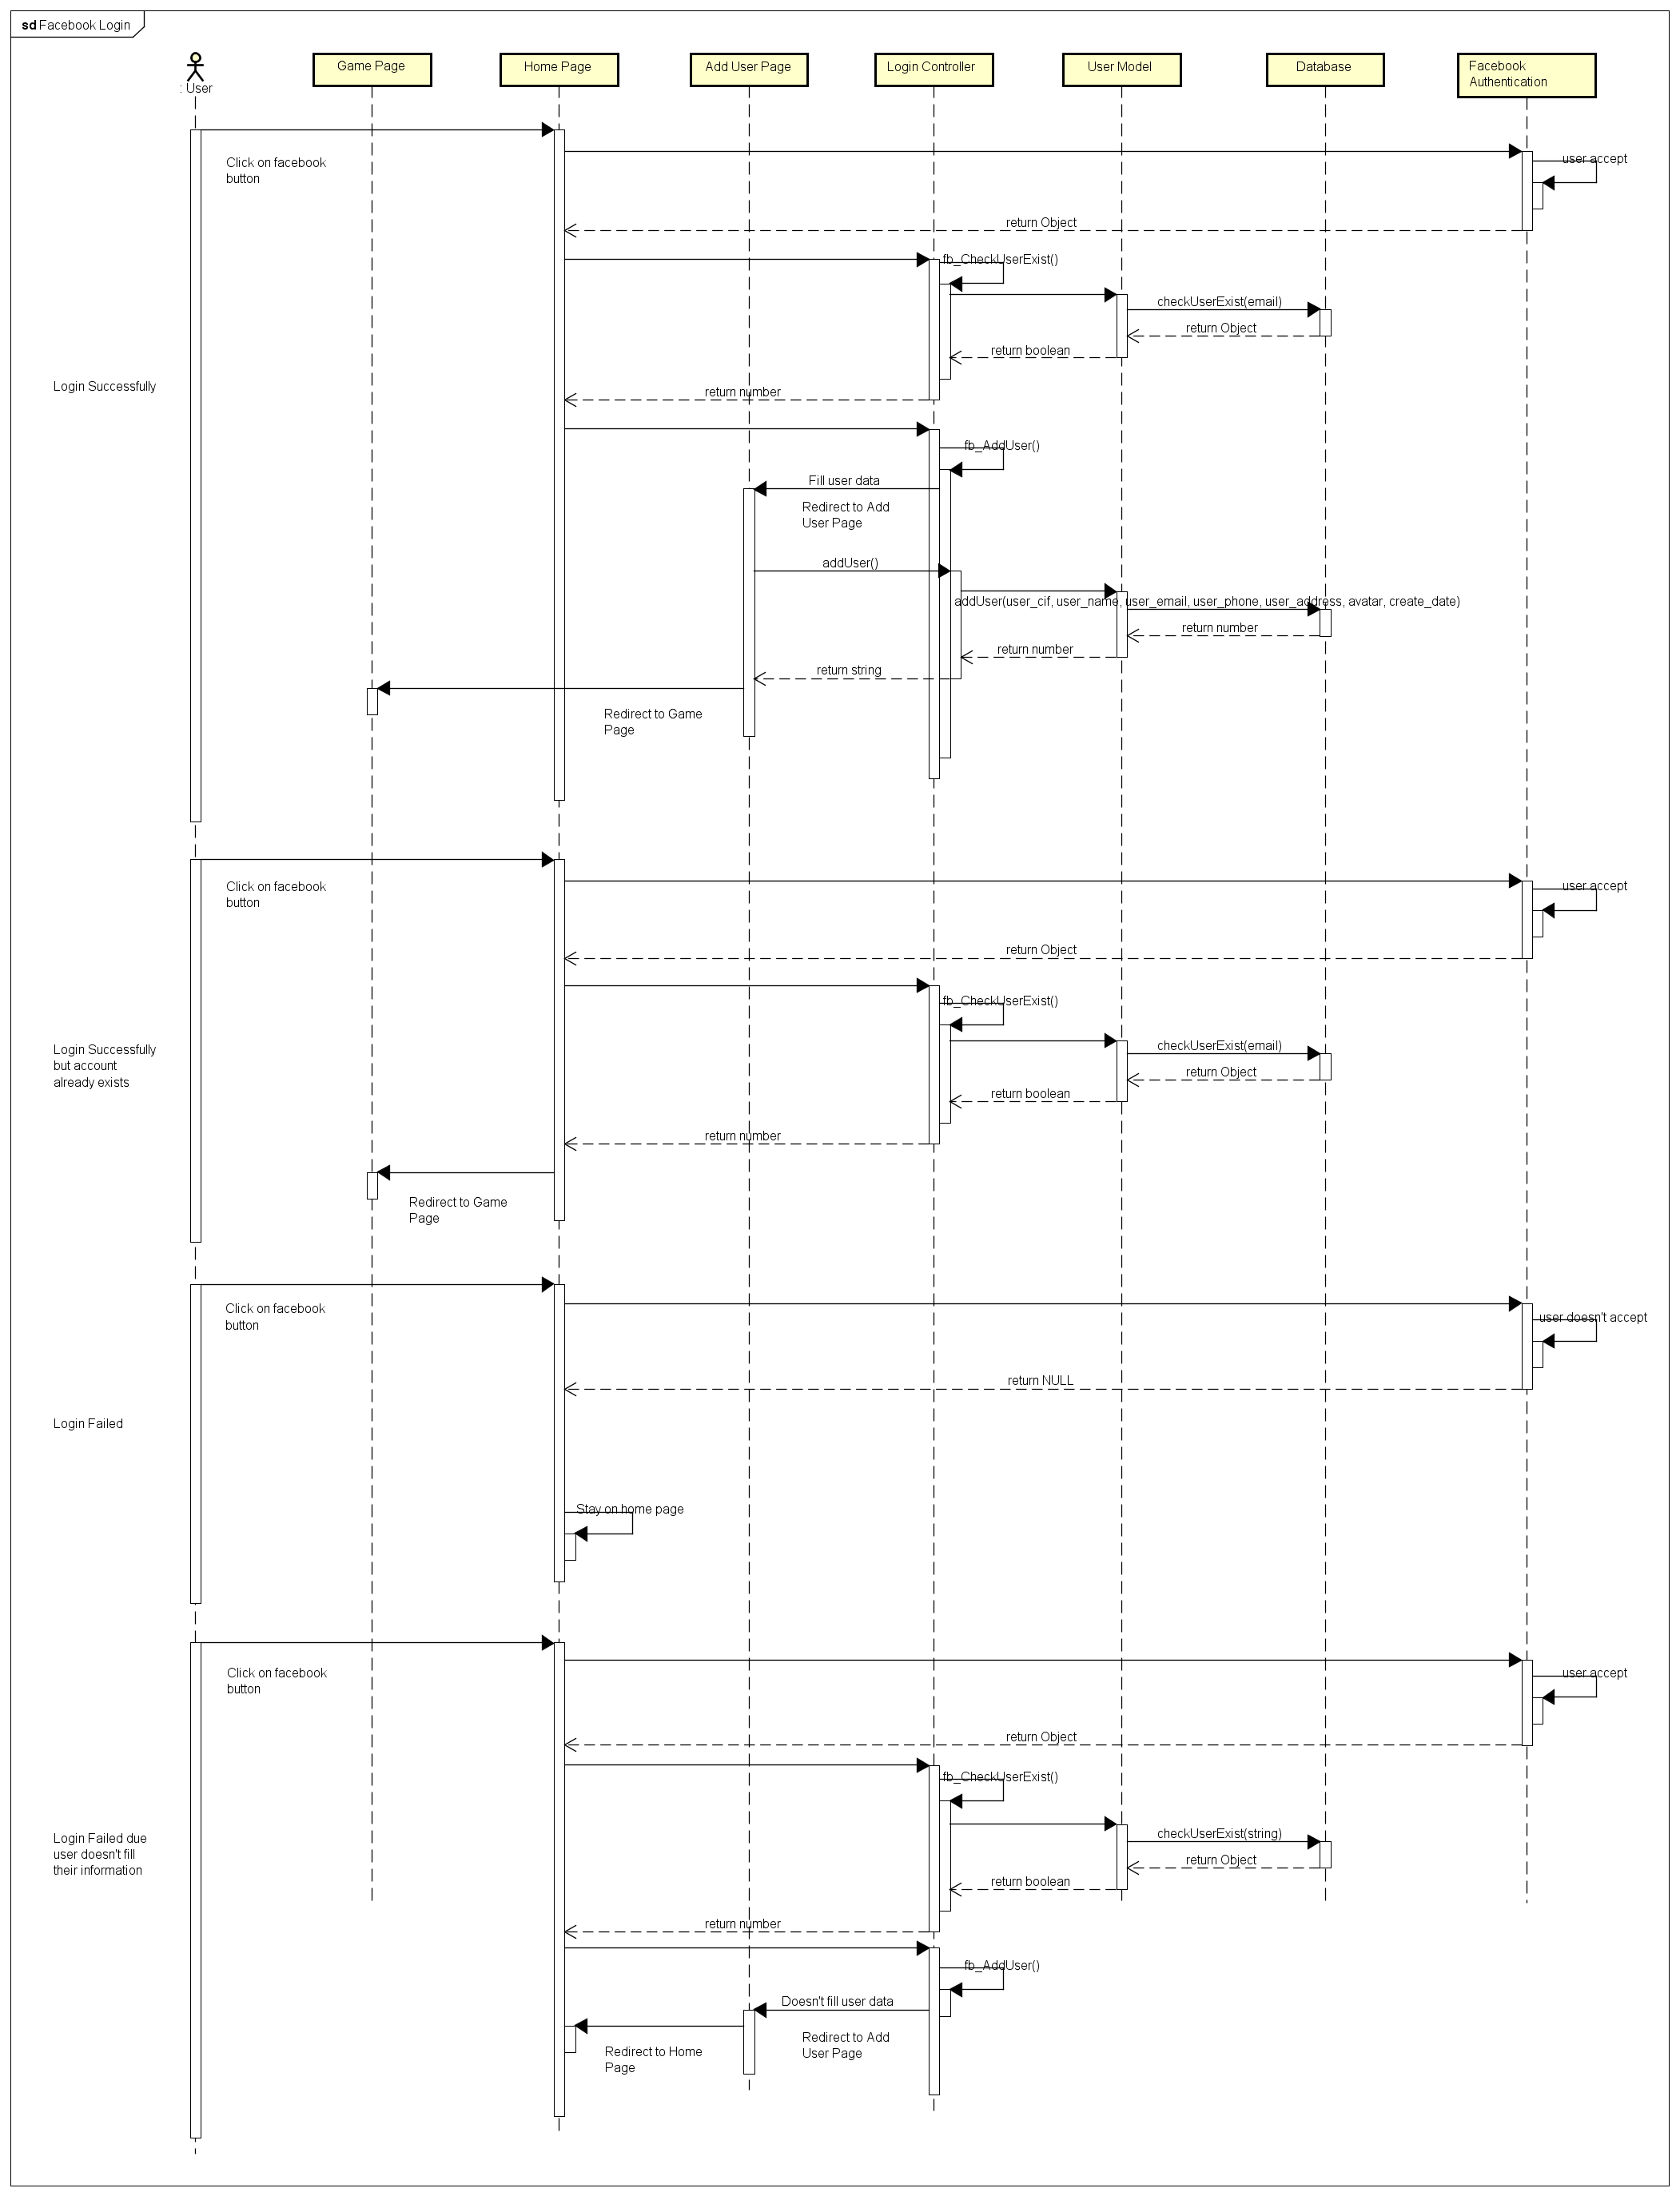 sd Facebook Login
: User
Game Page
Home Page
Add User Page
Login Controller
User Model
Database
Facebook
Authentication
Click on facebook
button
user accept
return Object
fb_CheckUserExist()
checkUserExist(email)
return Object
return boolean
Login Successfully
return number
fb_AddUser()
Fill user data
Redirect to Add
User Page
addUser()
addUser(user_cif, user_name, user_email, user_phone, user_address, avatar, create_date)
return number
return number
return string
Redirect to Game
Page
Click on facebook
button
user accept
return Object
fb_CheckUserExist()
Login Successfully
but account
already exists
checkUserExist(email)
return Object
return boolean
return number
Redirect to Game
Page
Click on facebook
button
user doesn't accept
return NULL
Login Failed
Stay on home page
Click on facebook
button
user accept
return Object
fb_CheckUserExist()
Login Failed due
user doesn't fill
their information
checkUserExist(string)
return Object
return boolean
return number
fb_AddUser()
Doesn't fill user data
Redirect to Add
User Page
Redirect to Home
Page